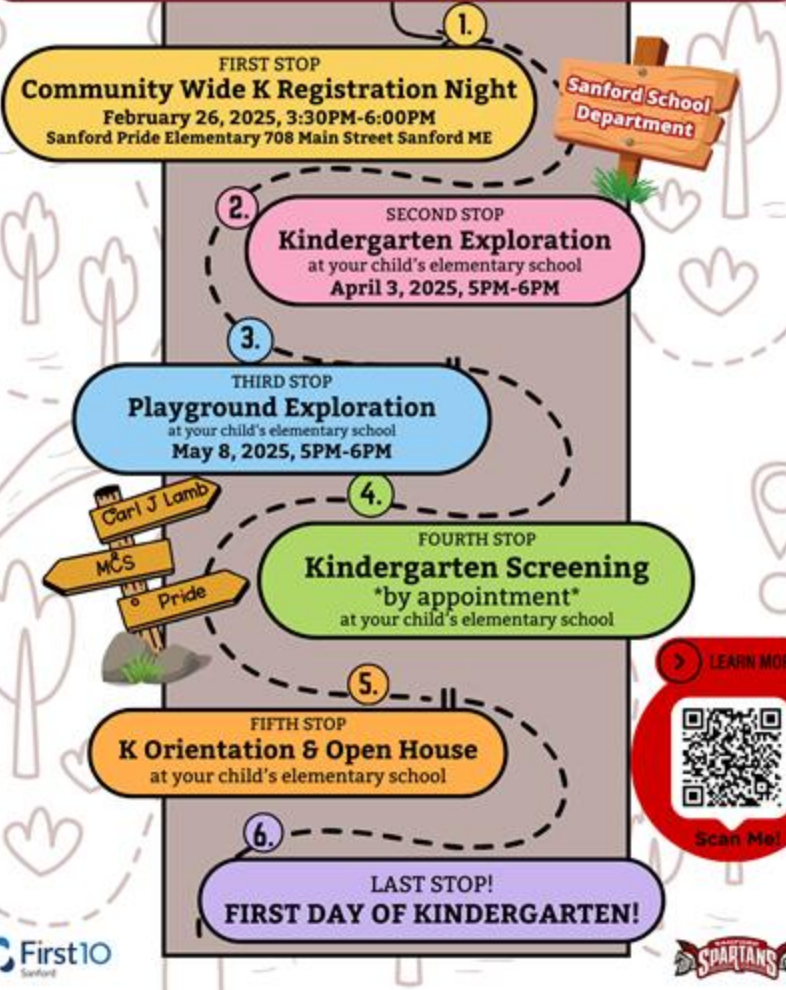 1.
FIRST STOP
Community Wide K Registration Night
February 26, 2025, 3:30PM-6:00PM
Sanford Pride Elementary 708 Main Street Sanford ME
Sanford School
Department
2.
SECOND STOP
Kindergarten Exploration
at your child's elementary school
April 3, 2025, 5PM-6PM
3.
THIRD STOP
Playground Exploration
at your child's elementary school
May 8, 2025, 5PM-6PM
Carl J Lamb
MCS
Pride
4.
FOURTH STOP
Kindergarten Screening
*by appointment*
at your child's elementary school
LEARN MOR
Scan Me!
5.
FIFTH STOP
K Orientation & Open House
at your child's elementary school
6.
LAST STOP!
FIRST DAY OF KINDERGARTEN!
First10
Sanford
SANFORD
SPARTANS